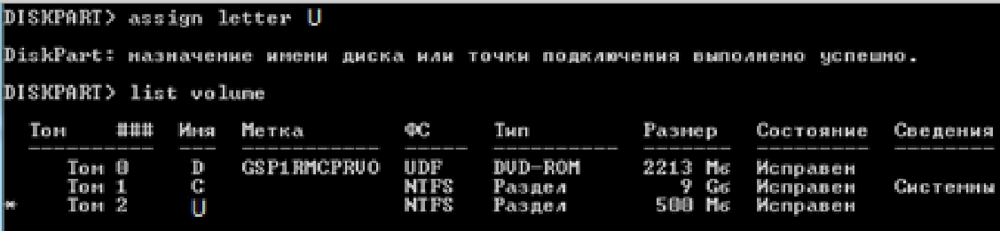 DISKPART> assign letter U
DiskPart: назначение имени диска или точки подключения выполнено успешно.
DISKPART> list volume
Том ### Имя Метка ФС Тип Размер Состояние Сведения
Том 0 D GSP1RMCPRVO UDF DVD-ROM 2213 Мб Исправен
Том 1 C NTFS Раздел 9 Gб Исправен Системны
* Том 2 U NTFS Раздел 500 Мб Исправен